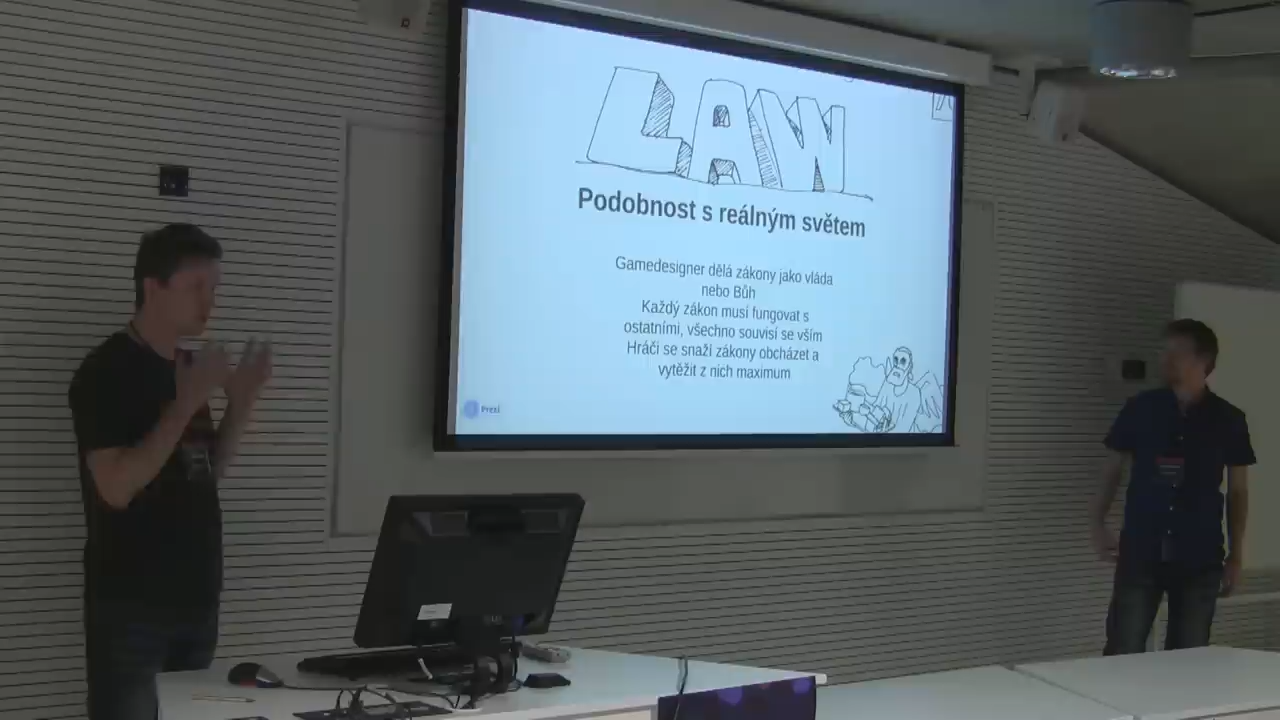 LAW
Podobnost s reálným světem
Gamedesigner dělá zákony jako vláda
nebo Bůh
Každý zákon musí fungovat s
ostatními, všechno souvisí se vším
Hráči se snaží zákony obcházet a
vytěžit z nich maximum
Prezi